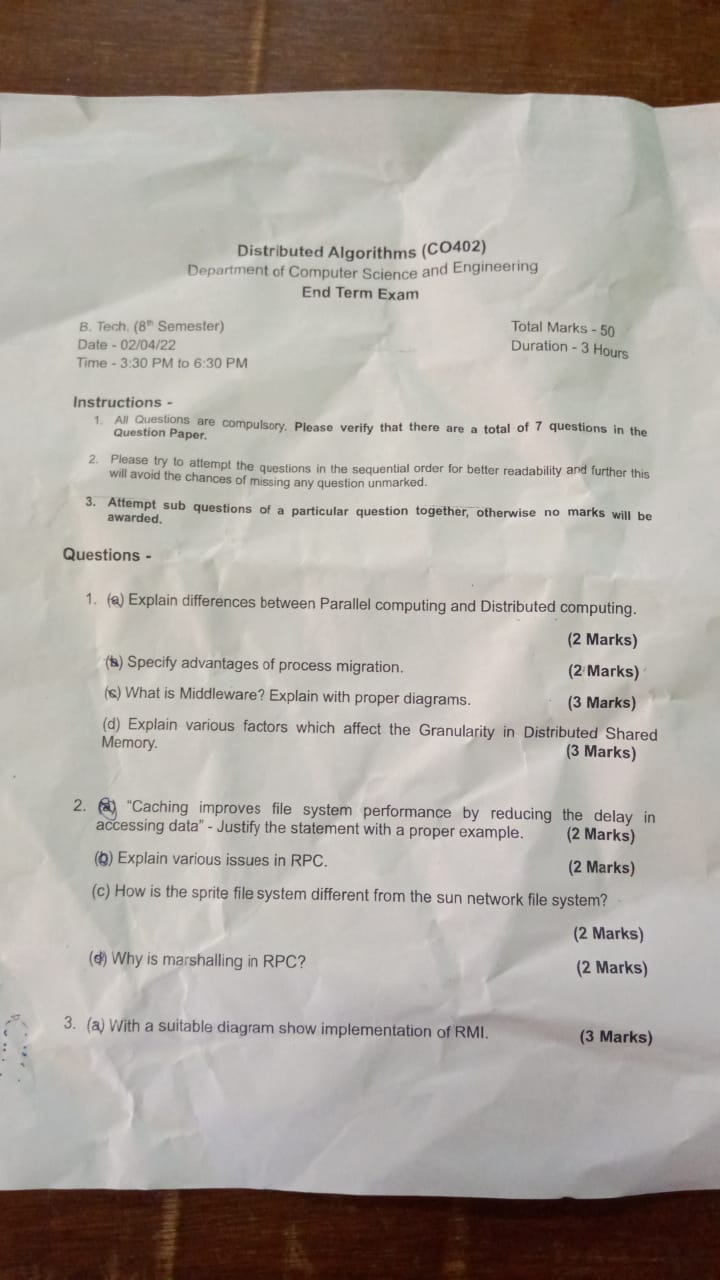 Distributed Algorithms (CO402)
Department of Computer Science and Engineering
End Term Exam
B. Tech. (8th Semester)
Total Marks - 50
Date - 02/04/22
Duration - 3 Hours
Time - 3:30 PM to 6:30 PM
Instructions -
1. All Questions are compulsory. Please verify that there are a total of 7 questions in the
Question Paper.
2. Please try to attempt the questions in the sequential order for better readability and further this
will avoid the chances of missing any question unmarked.
3. Attempt sub questions of a particular question together, otherwise no marks will be
awarded.
Questions -
1. (a) Explain differences between Parallel computing and Distributed computing.
(2 Marks)
(b) Specify advantages of process migration.
(2 Marks)
(c) What is Middleware? Explain with proper diagrams.
(3 Marks)
(d) Explain various factors which affect the Granularity in Distributed Shared
Memory.
(3 Marks)
2. (a) "Caching improves file system performance by reducing the delay in
accessing data" - Justify the statement with a proper example.
(2 Marks)
(b) Explain various issues in RPC.
(2 Marks)
(c) How is the sprite file system different from the sun network file system?
(2 Marks)
(d) Why is marshalling in RPC?
(2 Marks)
3. (a) With a suitable diagram show implementation of RMI.
(3 Marks)